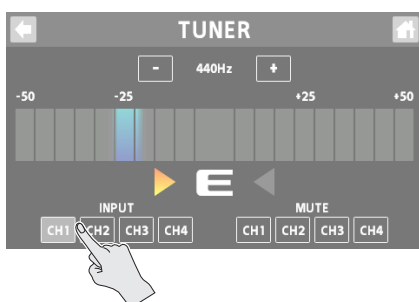 TUNER
- 440Hz +
-50 -25 +25 +50
E
INPUT MUTE
CH1 CH2 CH3 CH4 CH1 CH2 CH3 CH4